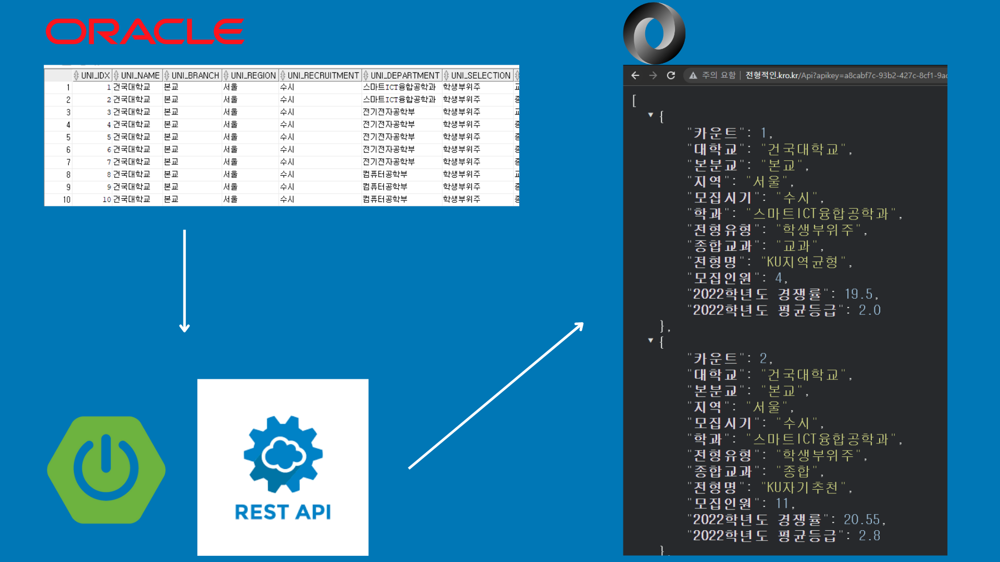 ORACLE
UNI_IDX UNI_NAME UNI_BRANCH UNI_REGION UNI_RECRUITMENT UNI_DEPARTMENT UNI_SELECTION
1 1 건국대학교 본교 서울 수시 스마트ICT융합공학과 학생부위주
2 2 건국대학교 본교 서울 수시 스마트ICT융합공학과 학생부위주
3 3 건국대학교 본교 서울 수시 전기전자공학부 학생부위주
4 4 건국대학교 본교 서울 수시 전기전자공학부 학생부위주
5 5 건국대학교 본교 서울 수시 전기전자공학부 학생부위주
6 6 건국대학교 본교 서울 수시 전기전자공학부 학생부위주
7 7 건국대학교 본교 서울 수시 전기전자공학부 학생부위주
8 8 건국대학교 본교 서울 수시 컴퓨터공학부 학생부위주
9 9 건국대학교 본교 서울 수시 컴퓨터공학부 학생부위주
10 10 건국대학교 본교 서울 수시 컴퓨터공학부 학생부위주
REST API
주의 요함 | 전형적인.kro.kr/Api?apikey=a8cabf7c-93b2-427c-8cf1-9a
[
{
"카운트": 1,
"대학교": "건국대학교",
"본분교": "본교",
"지역": "서울",
"모집시기": "수시",
"학과": "스마트ICT융합공학과",
"전형유형": "학생부위주",
"종합교과": "교과",
"전형명": "KU지역균형",
"모집인원": 4,
"2022학년도 경쟁률": 19.5,
"2022학년도 평균등급": 2.0
},
{
"카운트": 2,
"대학교": "건국대학교",
"본분교": "본교",
"지역": "서울",
"모집시기": "수시",
"학과": "스마트ICT융합공학과",
"전형유형": "학생부위주",
"종합교과": "종합",
"전형명": "KU자기추천",
"모집인원": 11,
"2022학년도 경쟁률": 20.55,
"2022학년도 평균등급": 2.8
},